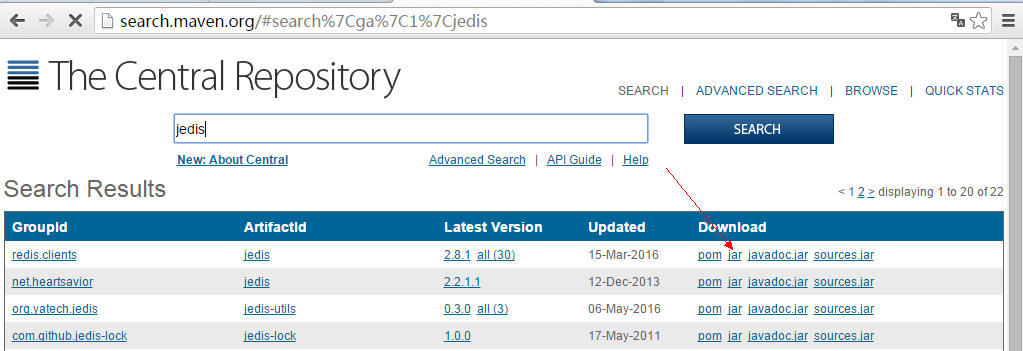 search.maven.org/#search%7Cga%7C1%7Cjedis
The Central Repository
SEARCH | ADVANCED SEARCH | BROWSE | QUICK STATS
jedis SEARCH
New: About Central Advanced Search | API Guide | Help
Search Results < 1 2 > displaying 1 to 20 of 22
GroupId ArtifactId Latest Version Updated Download
redis.clients jedis 2.8.1 all (30) 15-Mar-2016 pom jar javadoc.jar sources.jar
net.heartsavior jedis 2.2.1.1 12-Dec-2013 pom jar javadoc.jar sources.jar
org.yatech.jedis jedis-utils 0.3.0 all (3) 06-May-2016 pom jar javadoc.jar sources.jar
com.github.jedis-lock jedis-lock 1.0.0 17-May-2011 pom jar javadoc.jar sources.jar